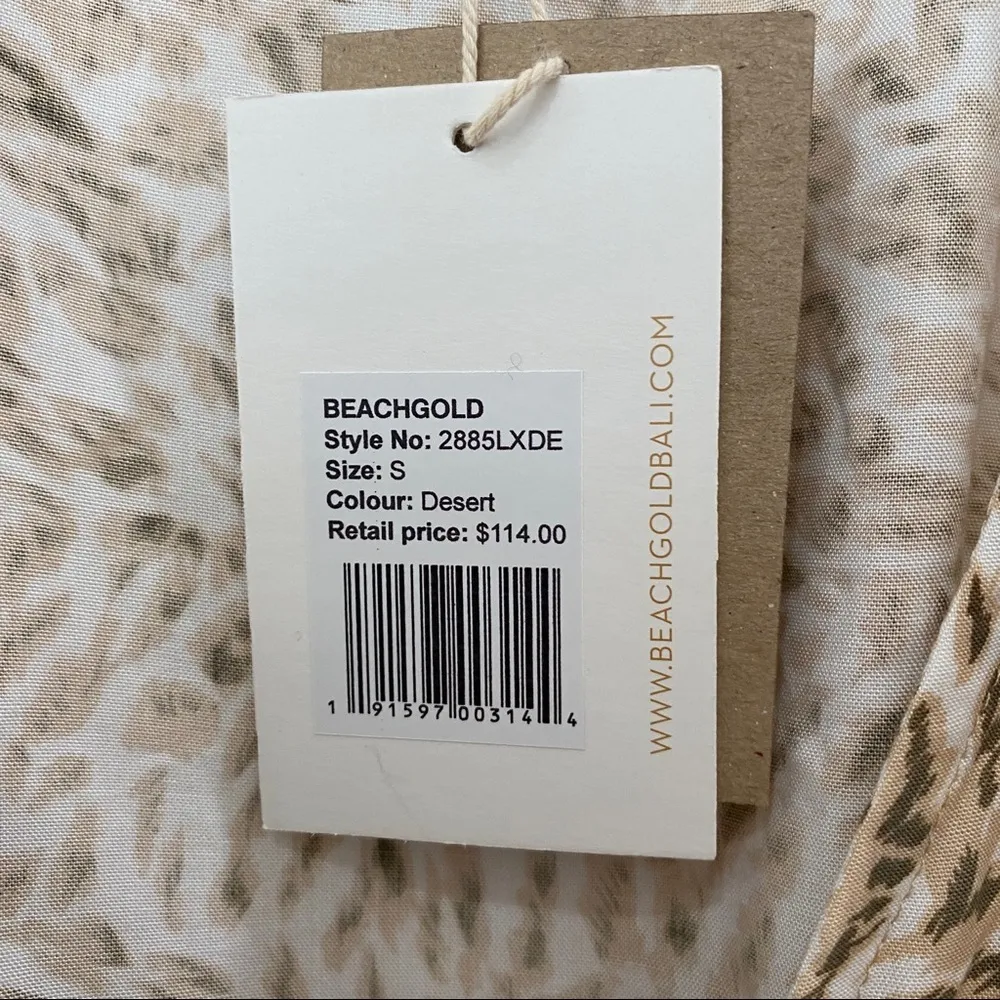 BEACHGOLD
Style No: 2885LXDE
Size: S
Colour: Desert
Retail price: $114.00
1 91597 00314 4
WWW.BEACHGOLDBALI.COM